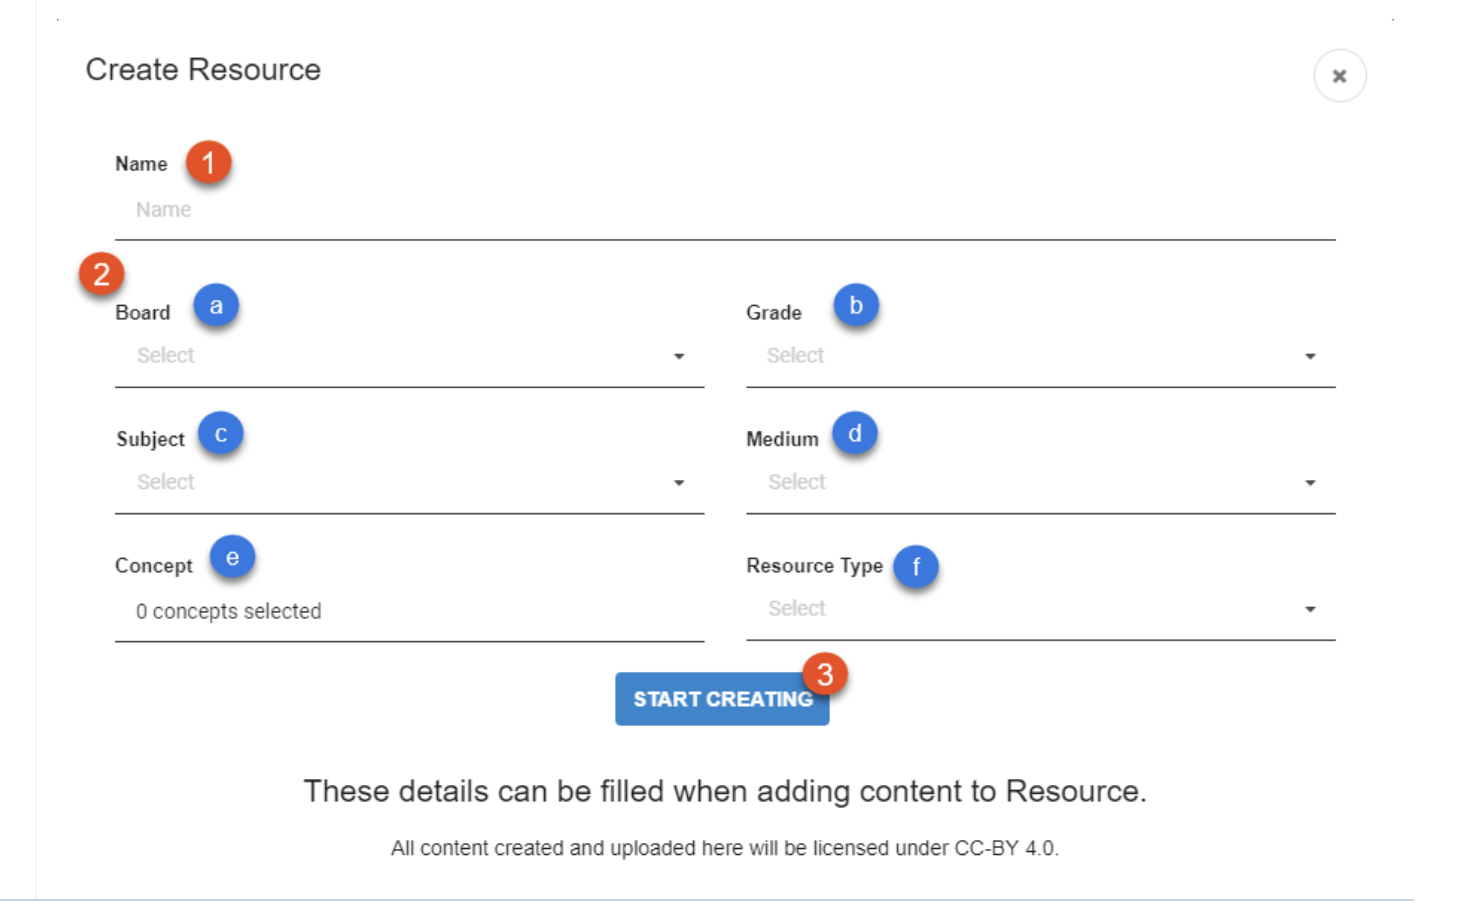 Create Resource
Name 1
Name
2
Board a
Grade b
Select
Select
Subject c
Medium d
Select
Select
Concept e
Resource Type f
0 concepts selected
Select
START CREATING 3
These details can be filled when adding content to Resource.
All content created and uploaded here will be licensed under CC-BY 4.0.